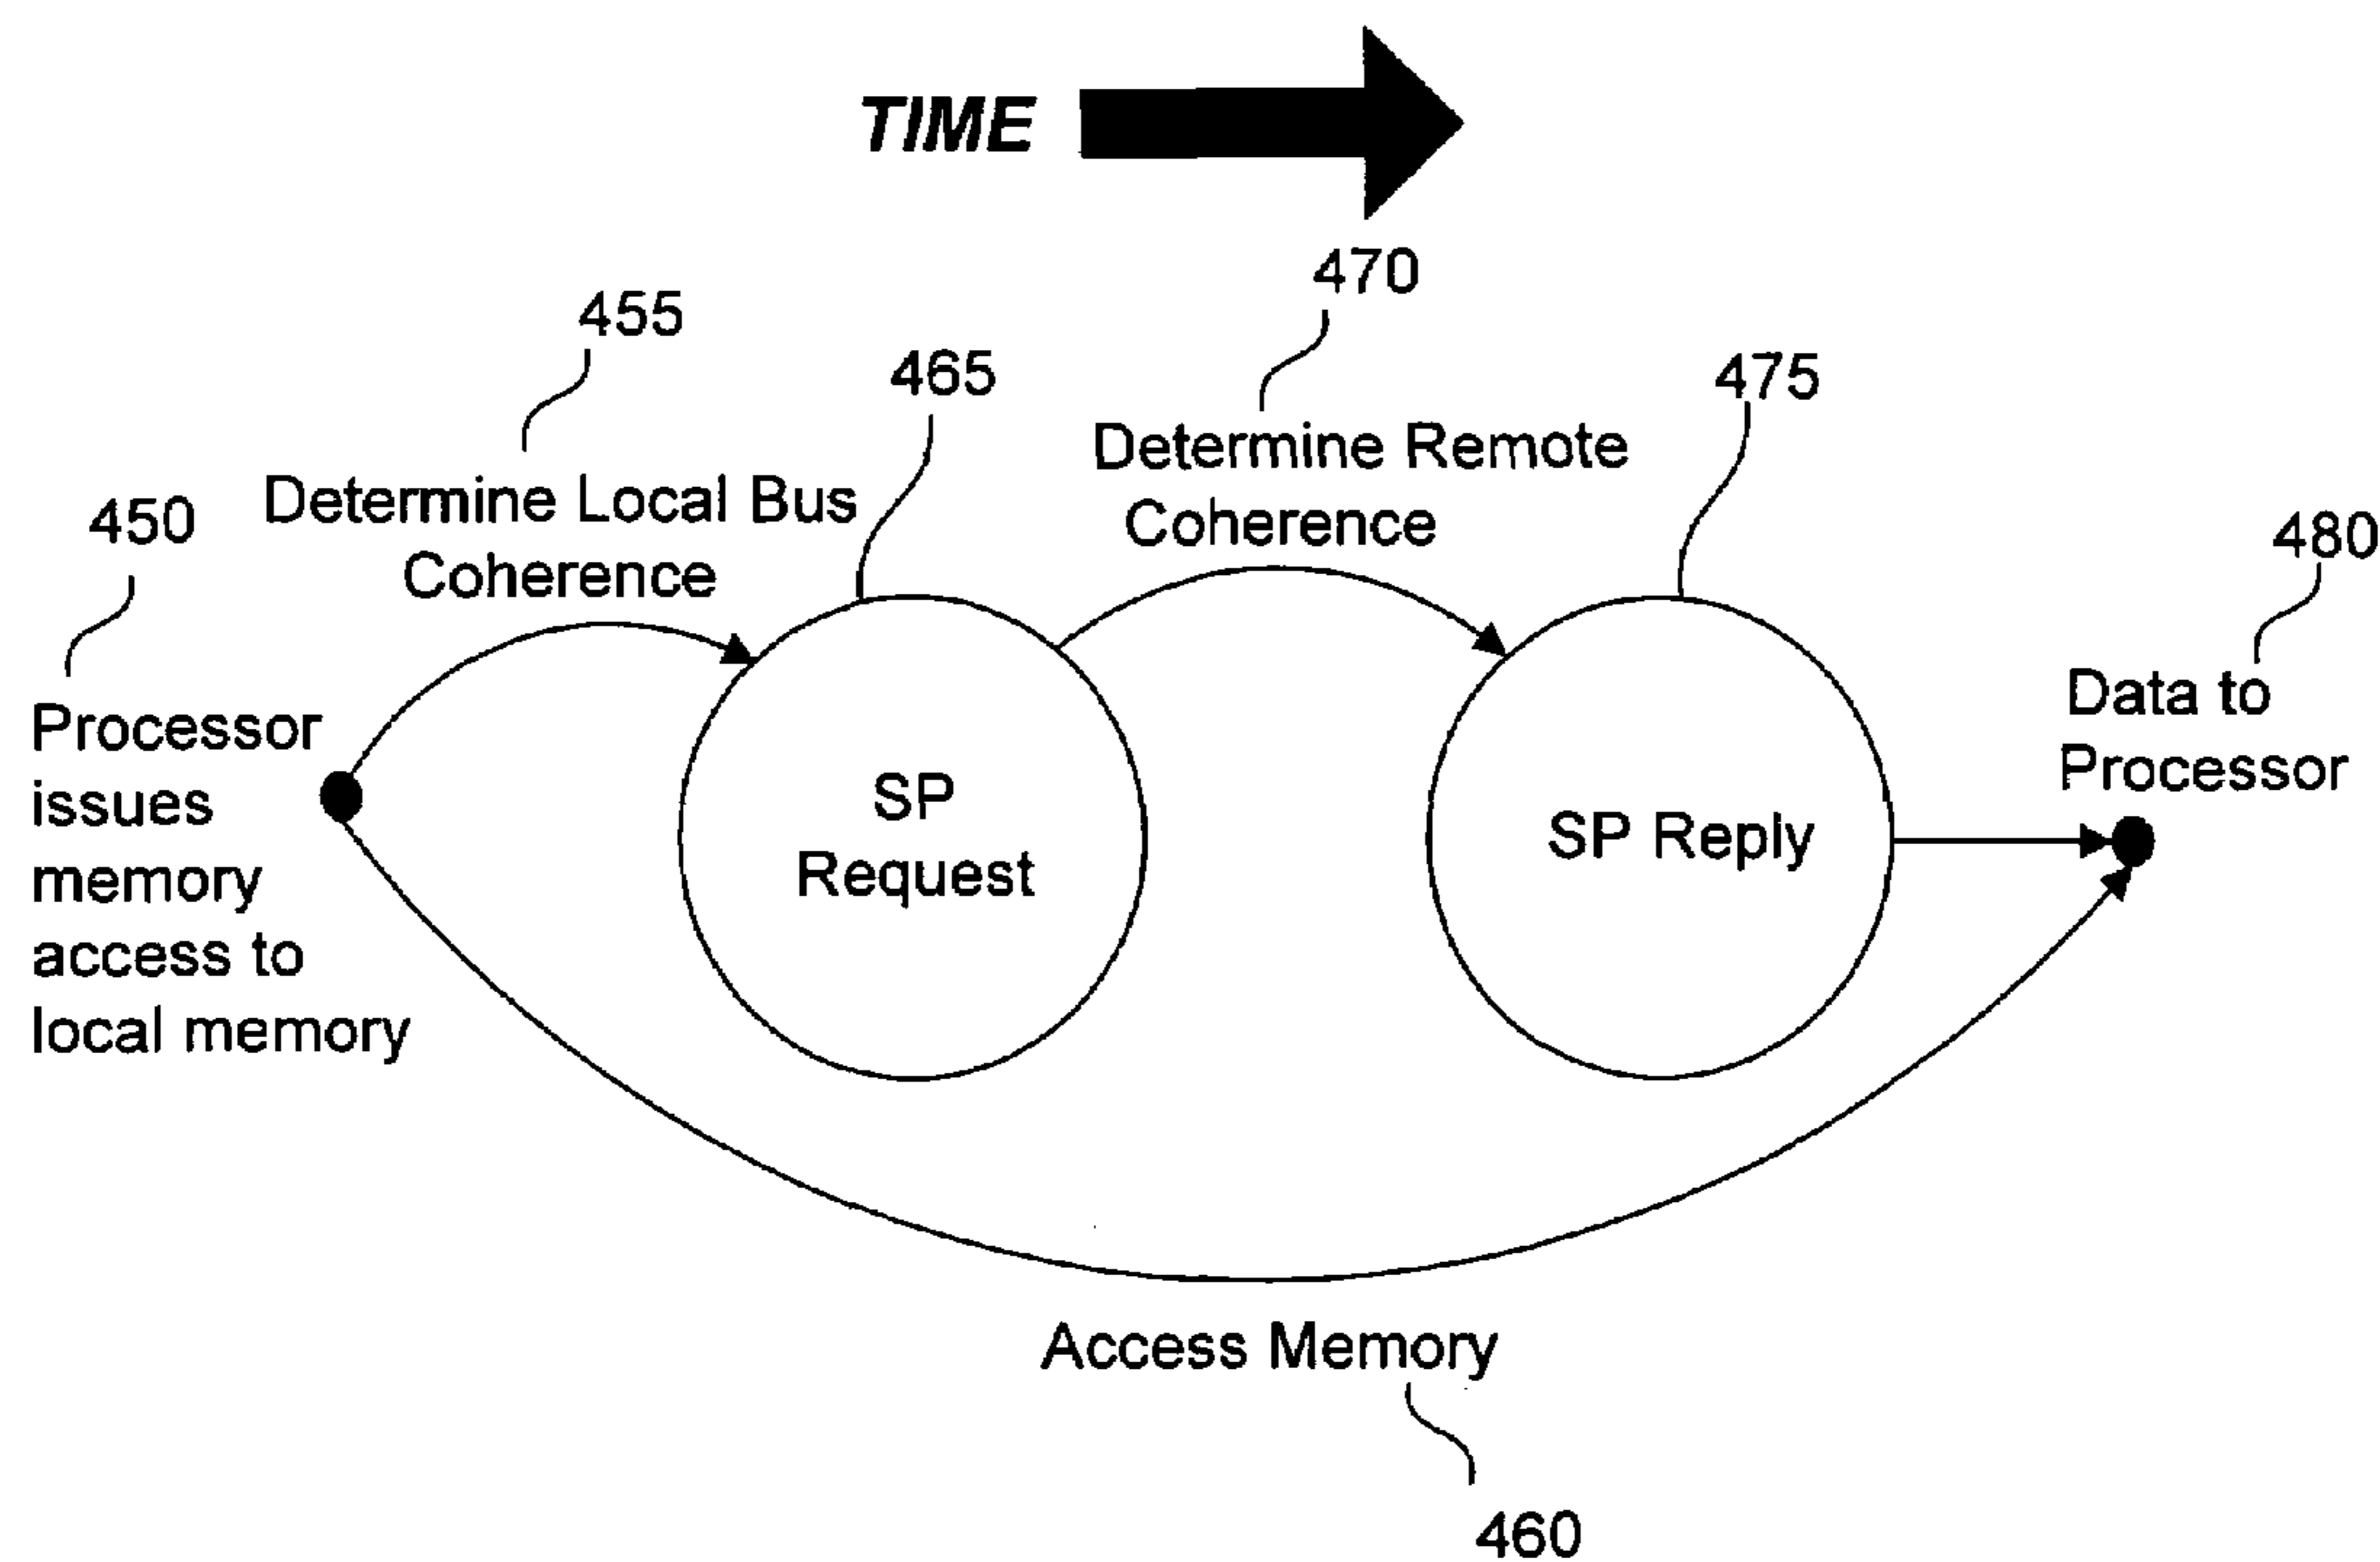 TIME
470
455
465
475
Determine Remote
Coherence
Determine Local Bus
Coherence
450
480
Processor
issues
memory
access to
local memory
Data to
Processor
SP
Request
SP Reply
Access Memory
460